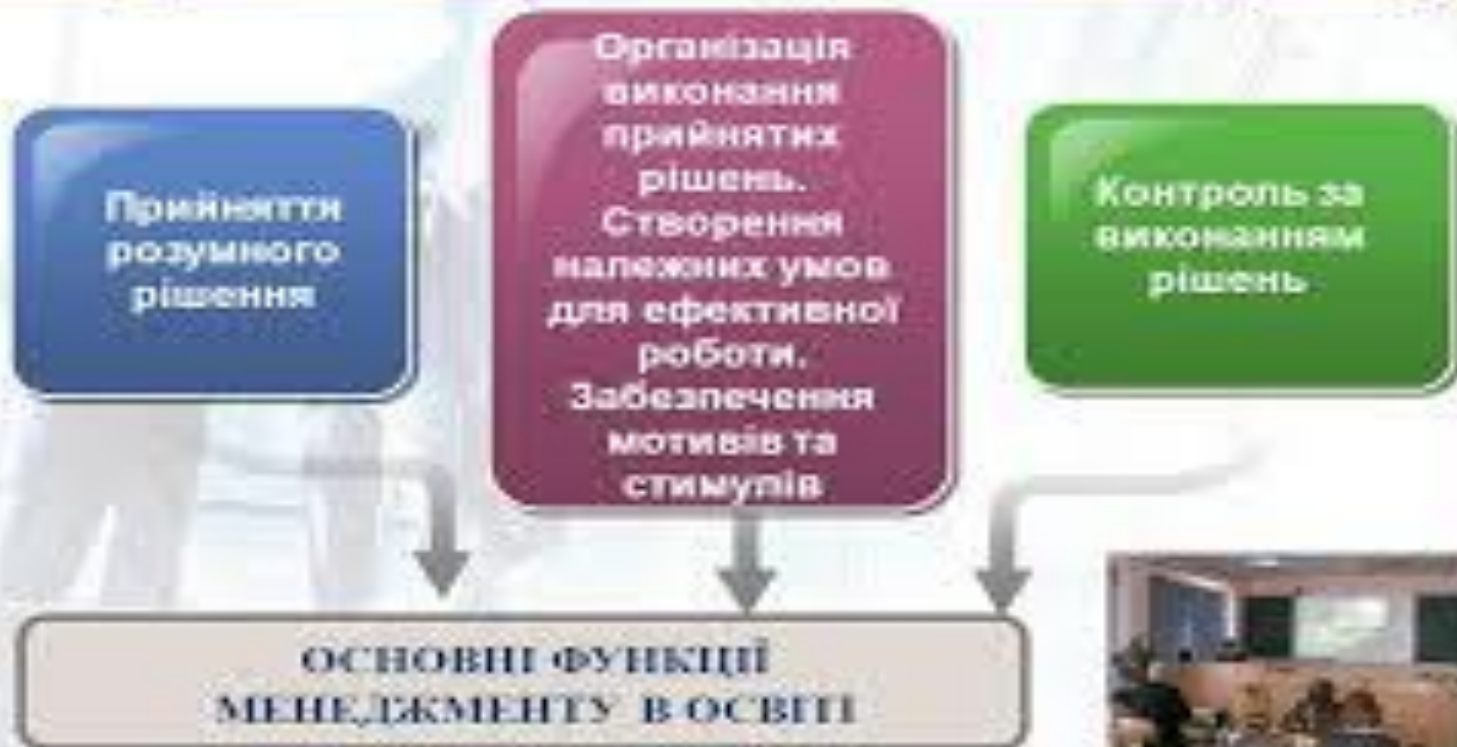 Прийняття
розумного
рішення
Організація
виконання
прийнятих
рішень.
Створення
належних умов
для ефективної
роботи.
Забезпечення
мотивів та
стимулів
Контроль за
виконанням
рішень
ОСНОВНІ ФУНКЦІЇ
МЕНЕДЖМЕНТУ В ОСВІТІ